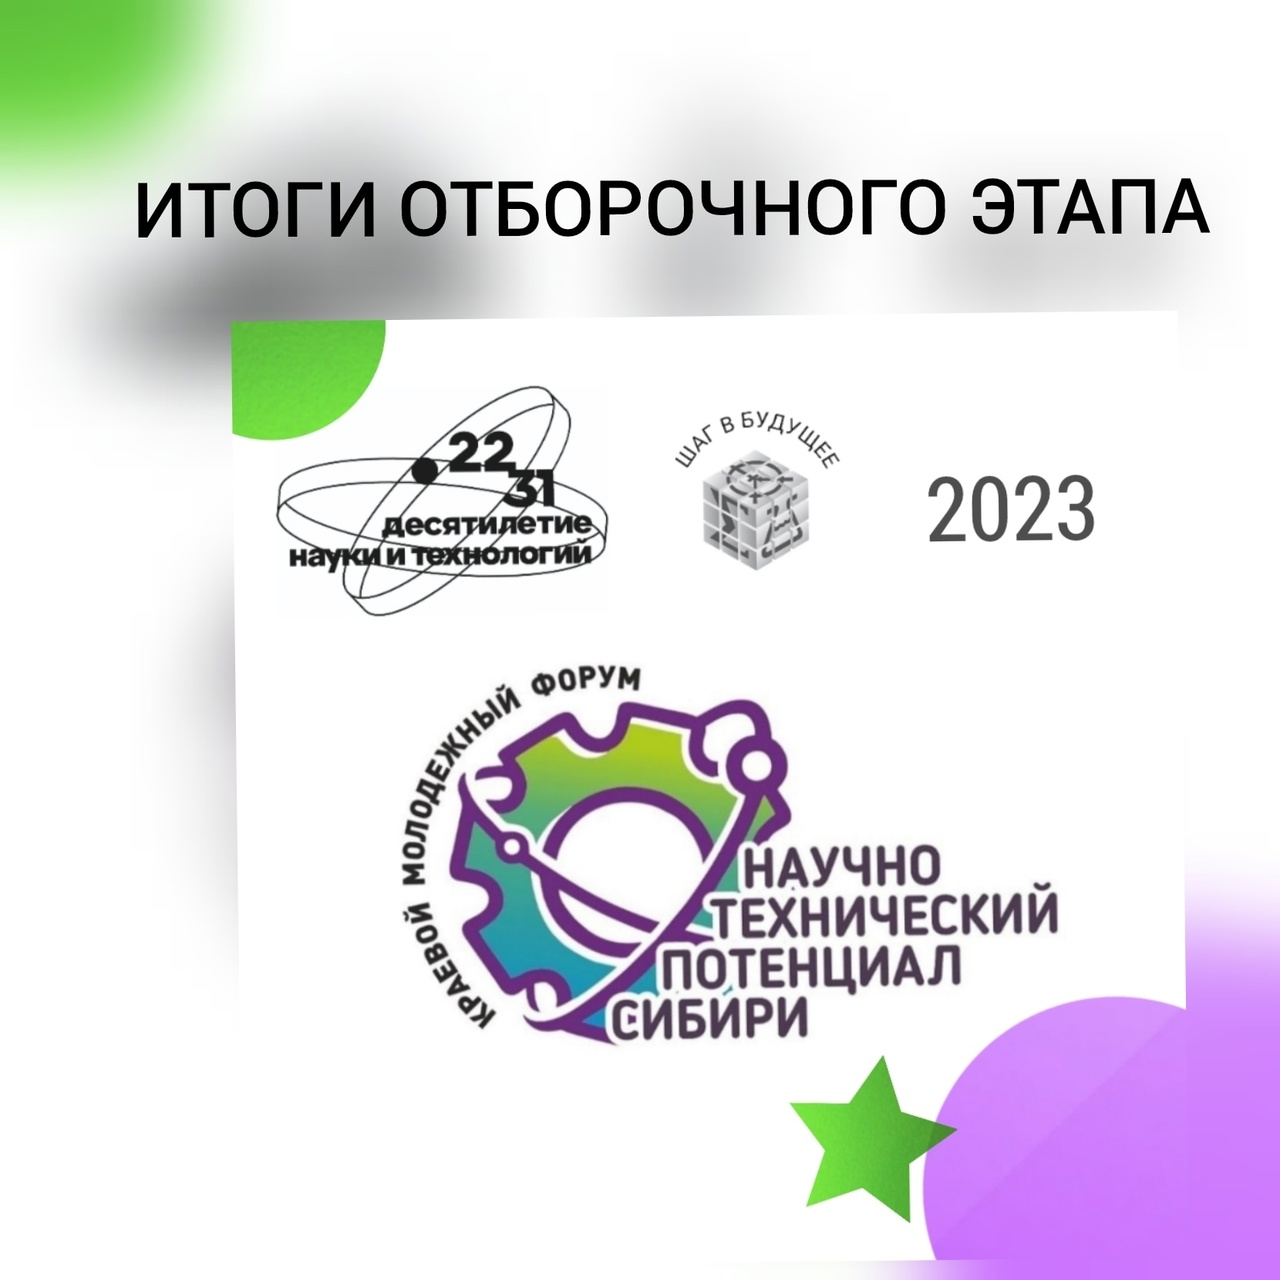 ИТОГИ ОТБОРОЧНОГО ЭТАПА
22
31
десятилетие
науки и технологий
ШАГ В БУДУЩЕЕ
2023
КРАЕВОЙ МОЛОДЕЖНЫЙ ФОРУМ
НАУЧНО
ТЕХНИЧЕСКИЙ
ПОТЕНЦИАЛ
СИБИРИ